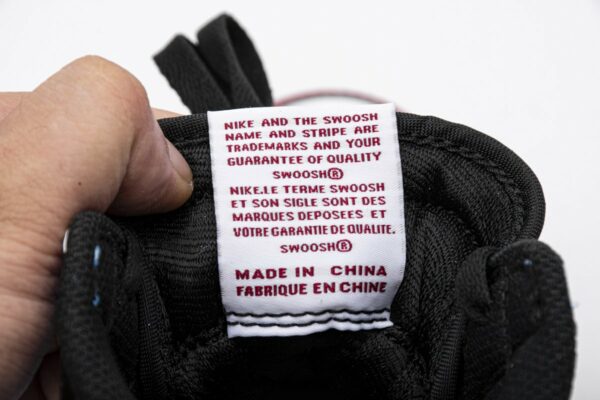 NIKE AND THE SWOOSH
NAME AND STRIPE ARE
TRADEMARKS AND YOUR
GUARANTEE OF QUALITY
SWOOSH®
NIKE.LE TERME SWOOSH
ET SON SIGLE SONT DES
MARQUES DEPOSEES ET
VOTRE GARANTIE DE QUALITE.
SWOOSH®
MADE IN CHINA
FABRIQUE EN CHINE